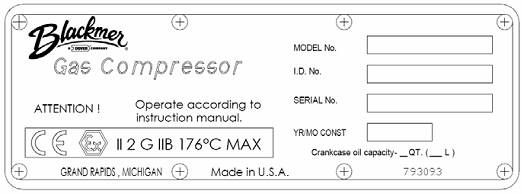 Blackmer
A DOVER COMPANY
Gas Compressor
ATTENTION !
Operate according to
instruction manual.
CE Ex II 2 G IIB 176°C MAX
GRAND RAPIDS , MICHIGAN
Made in U.S.A.
MODEL No.
I.D. No.
SERIAL No.
YR/MO CONST
Crankcase oil capacity- __QT. ( __ L )
793093